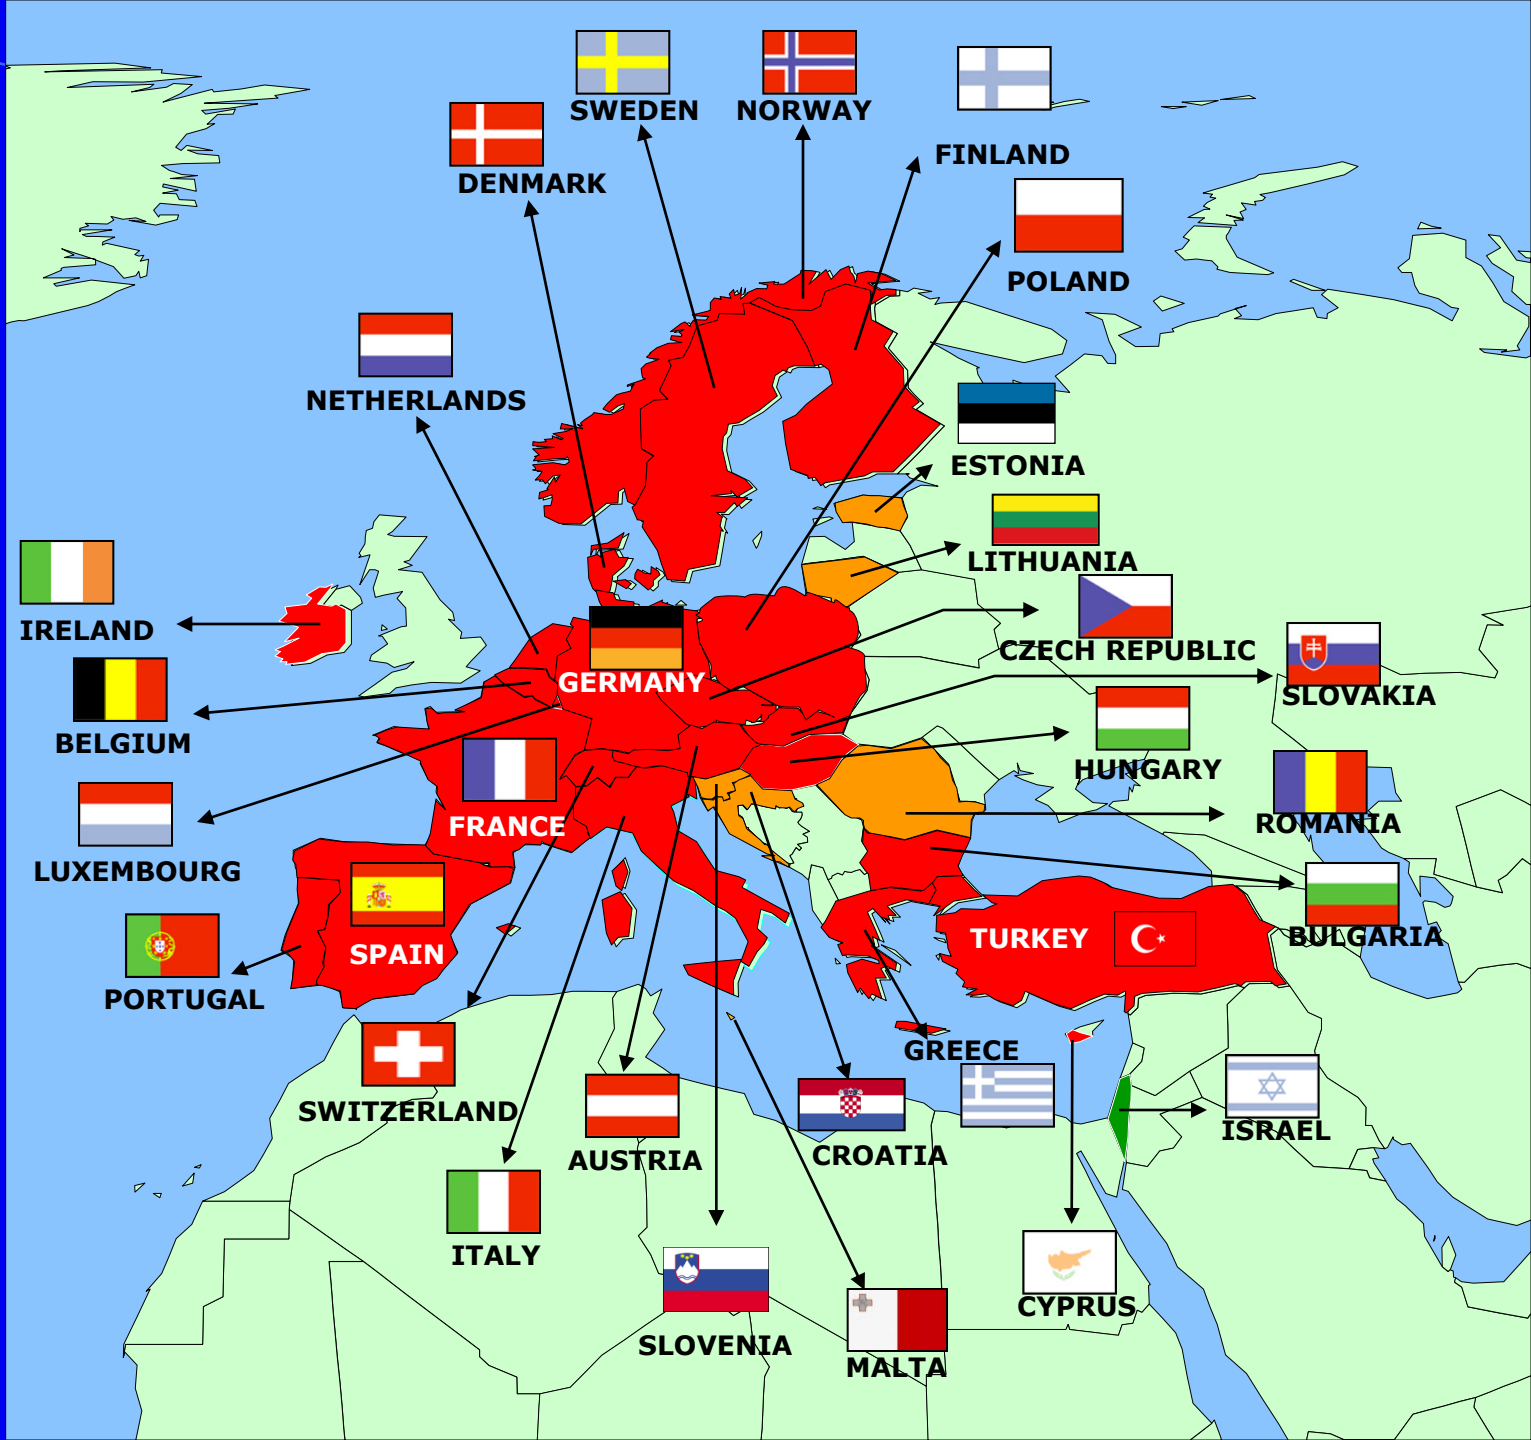 SWEDEN
NORWAY
FINLAND
DENMARK
POLAND
NETHERLANDS
ESTONIA
LITHUANIA
IRELAND
CZECH REPUBLIC
GERMANY
SLOVAKIA
BELGIUM
HUNGARY
FRANCE
ROMANIA
LUXEMBOURG
TURKEY
BULGARIA
SPAIN
PORTUGAL
GREECE
SWITZERLAND
ISRAEL
AUSTRIA
CROATIA
ITALY
CYPRUS
SLOVENIA
MALTA